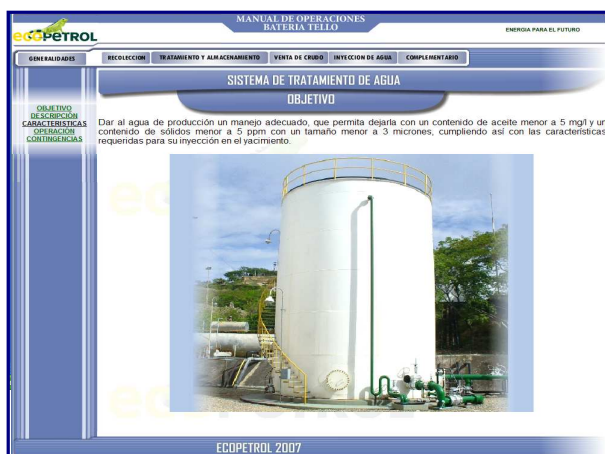 ecopetrol
MANUAL DE OPERACIONES
BATERIA TELLO
ENERGIA PARA EL FUTURO
GENERALIDADES
RECOLECCION TRATAMIENTO Y ALMACENAMIENTO VENTA DE CRUDO INYECCION DE AGUA COMPLEMENTARIO
SISTEMA DE TRATAMIENTO DE AGUA
OBJETIVO
OBJETIVO
DESCRIPCIÓN
CARACTERISTICAS
OPERACIÓN
CONTINGENCIAS
Dar al agua de producción un manejo adecuado, que permita dejarla con un contenido de aceite menor a 5 mg/l y un
contenido de sólidos menor a 5 ppm con un tamaño menor a 3 micrones, cumpliendo así con las características
requeridas para su inyección en el yacimiento.
ECOPETROL 2007